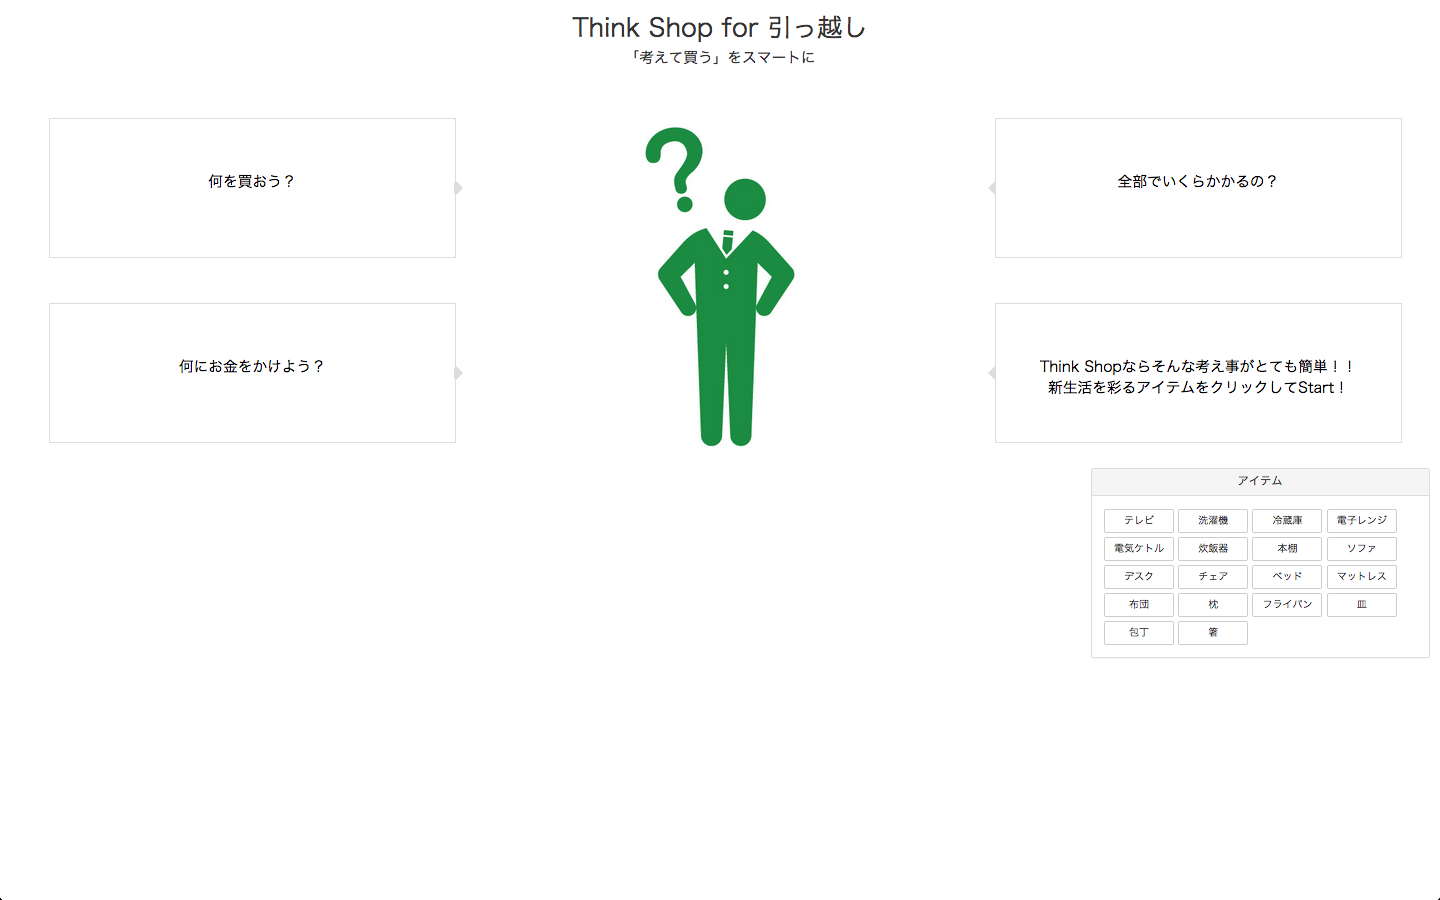 Think Shop for 引っ越し
「考えて買う」をスマートに
何を買おう？
全部でいくらかかるの？
何にお金をかけよう？
Think Shopならそんな考え事がとても簡単！！
新生活を彩るアイテムをクリックしてStart！
アイテム
テレビ 洗濯機 冷蔵庫 電子レンジ
電気ケトル 炊飯器 本棚 ソファ
デスク チェア ベッド マットレス
布団 枕 フライパン 皿
包丁 箸